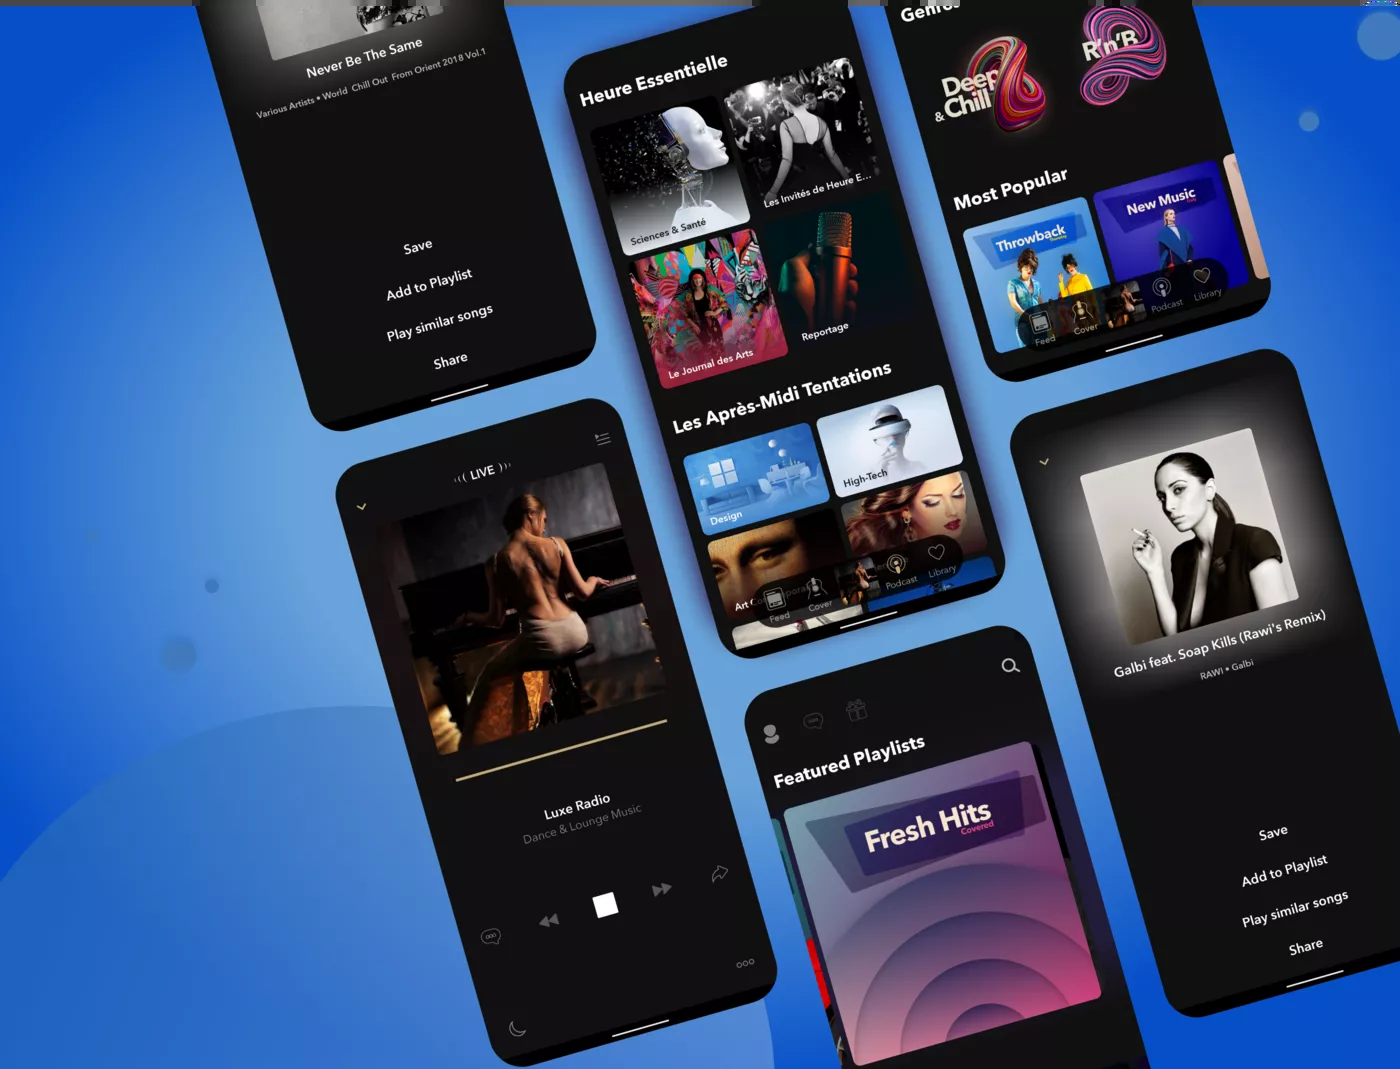 Never Be The Same
Various Artists • World Chill Out From Orient 2018 Vol.1
Save
Add to Playlist
Play similar songs
Share
((( LIVE )))
Luxe Radio
Dance & Lounge Music
Heure Essentielle
Sciences & Santé
Les Invités de Heure E...
Le Journal des Arts
Reportage
Les Après-Midi Tentations
Design
High-Tech
Art
Feed
Cover
Podcast
Library
Featured Playlists
Fresh Hits
Covered
Deep
& Chill
R'n'B
Most Popular
Throwback
New Music
Feed
Cover
Podcast
Library
Galbi feat. Soap Kills (Rawi's Remix)
RAWI • Galbi
Save
Add to Playlist
Play similar songs
Share